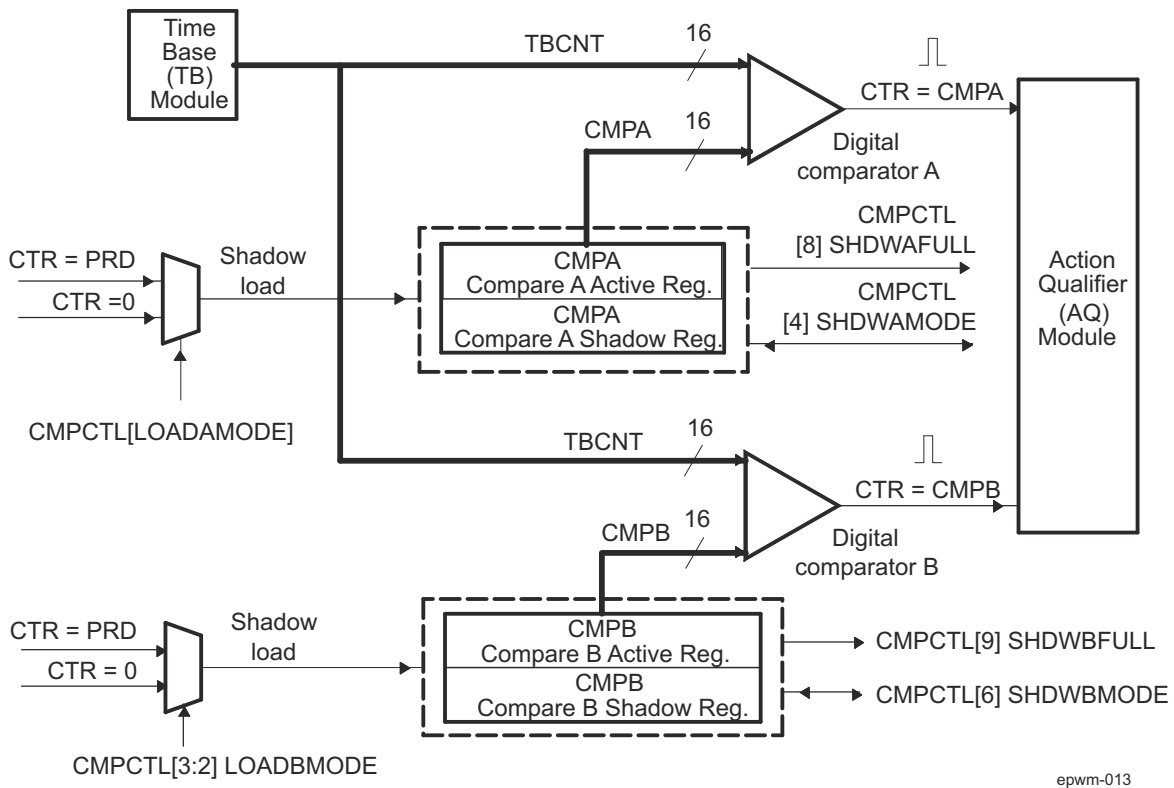 Time
Base
(TB)
Module
TBCNT
16
CTR = CMPA
CMPA
16
Digital
comparator A
CMPCTL
[8] SHDWAFULL
CMPCTL
[4] SHDWAMODE
Action
Qualifier
(AQ)
Module
CTR = PRD
CTR =0
Shadow
load
CMPA
Compare A Active Reg.
CMPA
Compare A Shadow Reg.
CMPCTL[LOADAMODE]
TBCNT
16
CTR = CMPB
CMPB
16
Digital
comparator B
CTR = PRD
CTR = 0
Shadow
load
CMPB
Compare B Active Reg.
CMPB
Compare B Shadow Reg.
CMPCTL[9] SHDWBFULL
CMPCTL[6] SHDWBMODE
CMPCTL[3:2] LOADBMODE
epwm-013